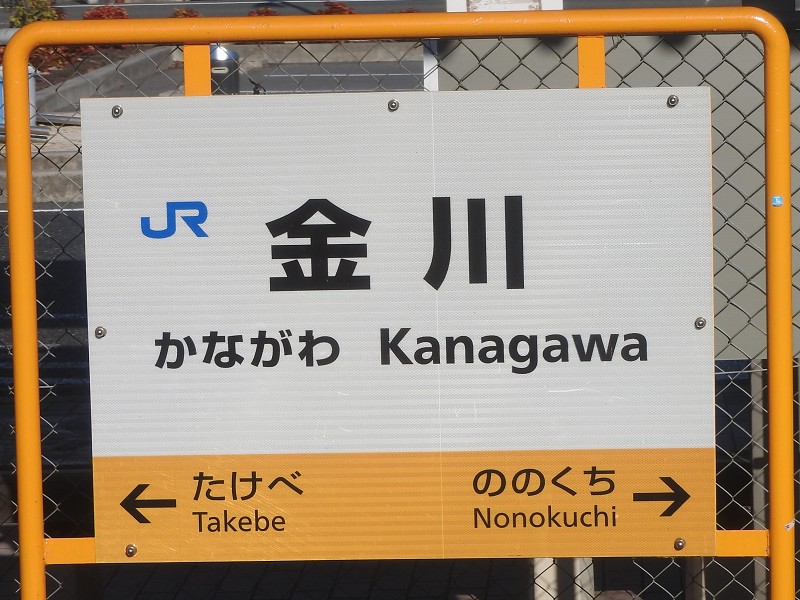 JR 金川
かながわ Kanagawa
← たけべ ののくち →
Takebe Nonokuchi